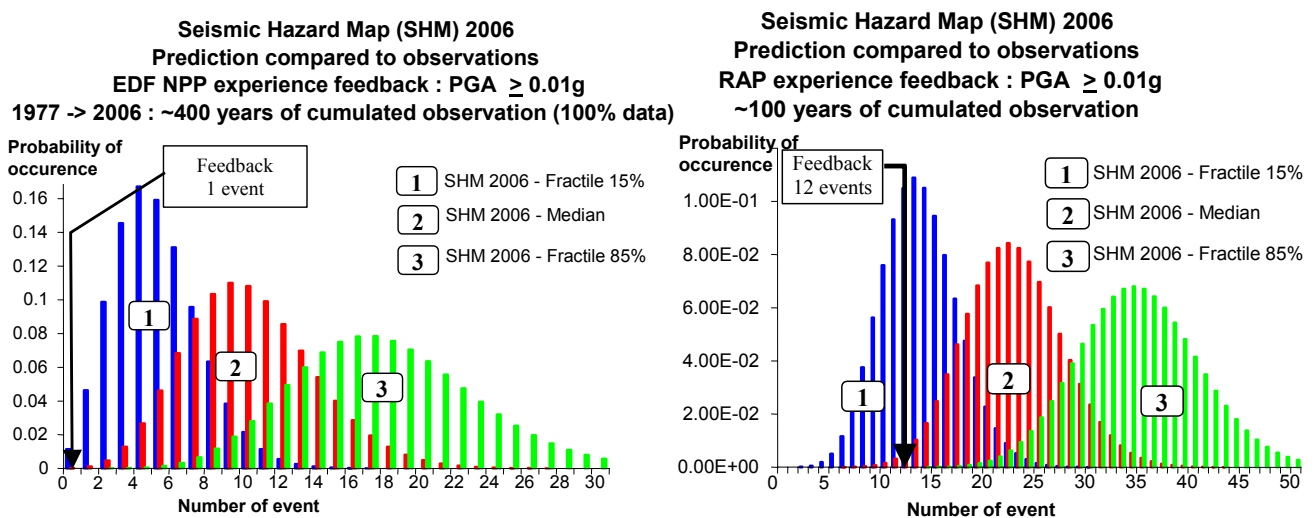 Seismic Hazard Map (SHM) 2006
Prediction compared to observations
EDF NPP experience feedback : PGA > 0.01g
1977 -> 2006 : ~400 years of cumulated observation (100% data)
Probability of
occurence
Feedback
1 event
1 SHM 2006 - Fractile 15%
2 SHM 2006 - Median
3 SHM 2006 - Fractile 85%
0.16
0.14
0.12
0.1
0.08
0.06
0.04
0.02
0
1
2
3
0 2 4 6 8 10 12 14 16 18 20 22 24 26 28 30
Number of event
Seismic Hazard Map (SHM) 2006
Prediction compared to observations
RAP experience feedback : PGA > 0.01g
~100 years of cumulated observation
Probability of
occurence
Feedback
12 events
1 SHM 2006 - Fractile 15%
2 SHM 2006 - Median
3 SHM 2006 - Fractile 85%
1.00E-01
8.00E-02
6.00E-02
4.00E-02
2.00E-02
0.00E+00
1
2
3
0 5 10 15 20 25 30 35 40 45 50
Number of event